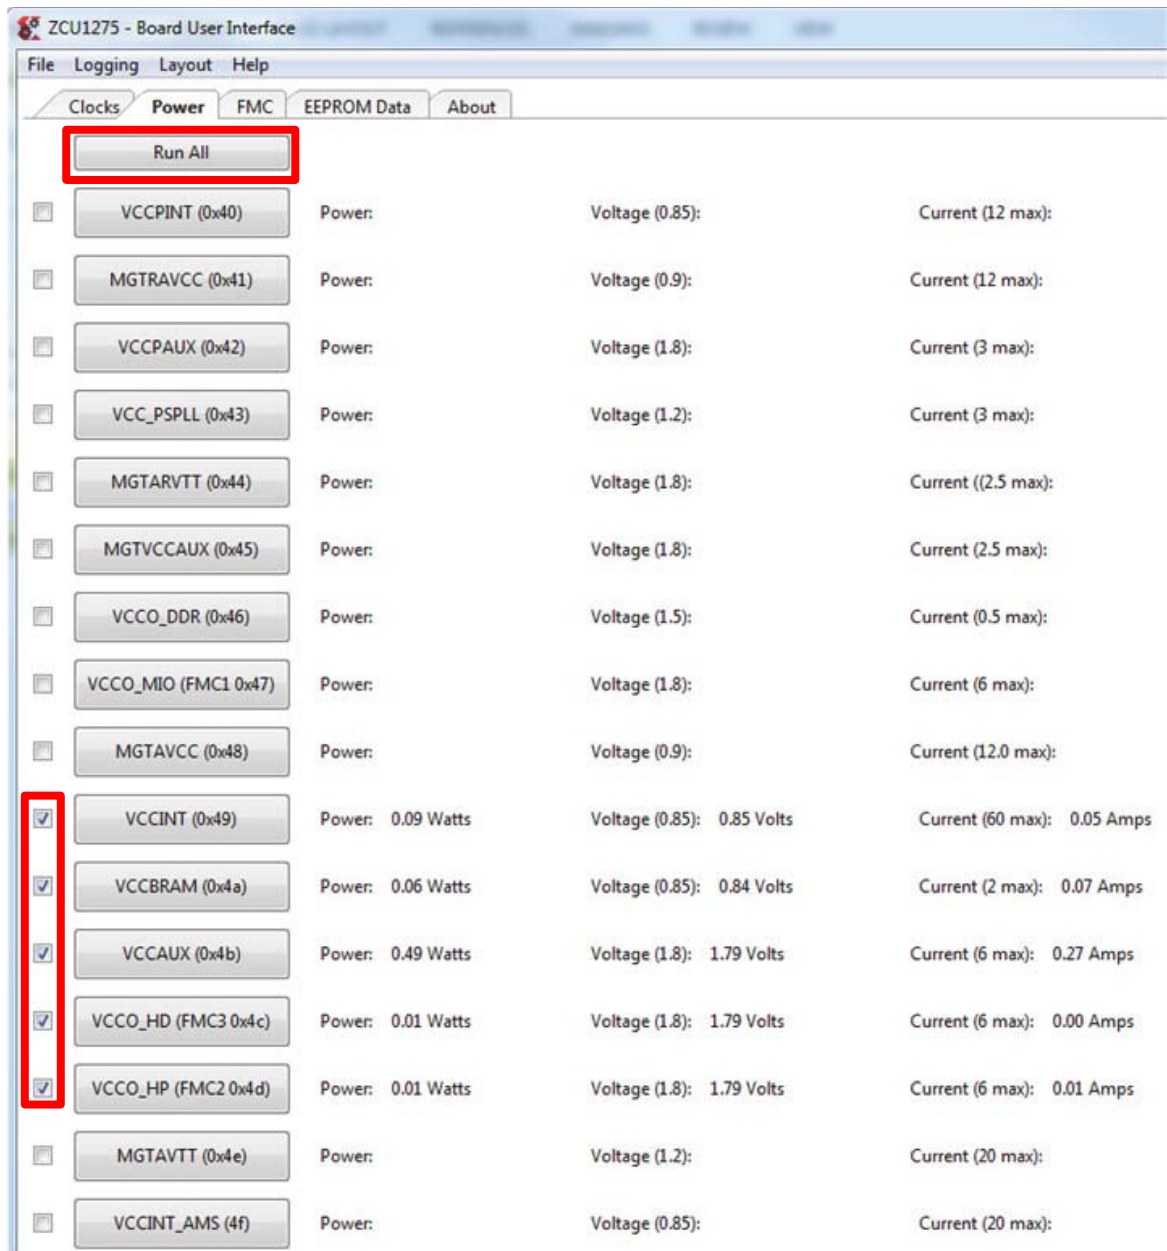 ZCU1275 - Board User Interface
File Logging Layout Help
Clocks Power FMC EEPROM Data About
Run All
VCCPINT (0x40) Power: Voltage (0.85): Current (12 max):
MGTRAVCC (0x41) Power: Voltage (0.9): Current (12 max):
VCCPAUX (0x42) Power: Voltage (1.8): Current (3 max):
VCC_PSPLL (0x43) Power: Voltage (1.2): Current (3 max):
MGTARVTT (0x44) Power: Voltage (1.8): Current ((2.5 max):
MGTVCCAUX (0x45) Power: Voltage (1.8): Current (2.5 max):
VCCO_DDR (0x46) Power: Voltage (1.5): Current (0.5 max):
VCCO_MIO (FMC1 0x47) Power: Voltage (1.8): Current (6 max):
MGTAVCC (0x48) Power: Voltage (0.9): Current (12.0 max):
VCCINT (0x49) Power: 0.09 Watts Voltage (0.85): 0.85 Volts Current (60 max): 0.05 Amps
VCCBRAM (0x4a) Power: 0.06 Watts Voltage (0.85): 0.84 Volts Current (2 max): 0.07 Amps
VCCAUX (0x4b) Power: 0.49 Watts Voltage (1.8): 1.79 Volts Current (6 max): 0.27 Amps
VCCO_HD (FMC3 0x4c) Power: 0.01 Watts Voltage (1.8): 1.79 Volts Current (6 max): 0.00 Amps
VCCO_HP (FMC2 0x4d) Power: 0.01 Watts Voltage (1.8): 1.79 Volts Current (6 max): 0.01 Amps
MGTAVTT (0x4e) Power: Voltage (1.2): Current (20 max):
VCCINT_AMS (4f) Power: Voltage (0.85): Current (20 max):